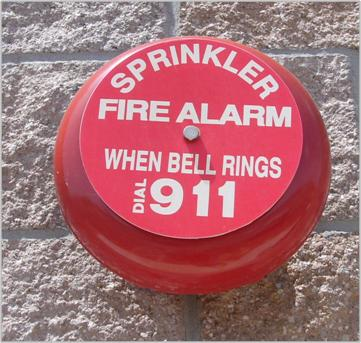 SPRINKLER
FIRE ALARM
WHEN BELL RINGS
DIAL 911